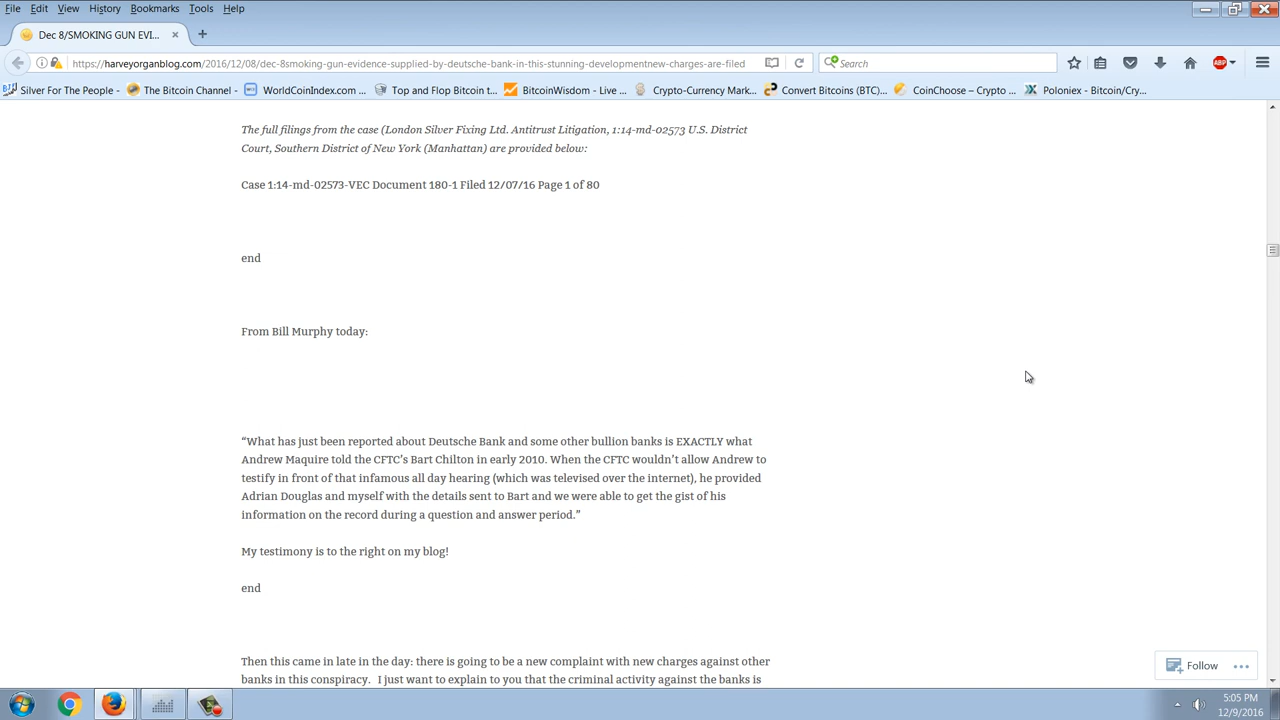 File Edit View History Bookmarks Tools Help
Dec 8/SMOKING GUN EVI...
https://harveyorganblog.com/2016/12/08/dec-8smoking-gun-evidence-supplied-by-deutsche-bank-in-this-stunning-developmentnew-charges-are-filed
Search
ABP
Silver For The People - The Bitcoin Channel - WorldCoinIndex.com ... Top and Flop Bitcoin t... BitcoinWisdom - Live ... Crypto-Currency Mark... Convert Bitcoins (BTC)... CoinChoose – Crypto ... Poloniex - Bitcoin/Cry...
The full filings from the case (London Silver Fixing Ltd. Antitrust Litigation, 1:14-md-02573 U.S. District
Court, Southern District of New York (Manhattan) are provided below:
Case 1:14-md-02573-VEC Document 180-1 Filed 12/07/16 Page 1 of 80
end
From Bill Murphy today:
“What has just been reported about Deutsche Bank and some other bullion banks is EXACTLY what
Andrew Maquire told the CFTC’s Bart Chilton in early 2010. When the CFTC wouldn’t allow Andrew to
testify in front of that infamous all day hearing (which was televised over the internet), he provided
Adrian Douglas and myself with the details sent to Bart and we were able to get the gist of his
information on the record during a question and answer period.”
My testimony is to the right on my blog!
end
Then this came in late in the day: there is going to be a new complaint with new charges against other
banks in this conspiracy. I just want to explain to you that the criminal activity against the banks is
Follow
5:05 PM
12/9/2016